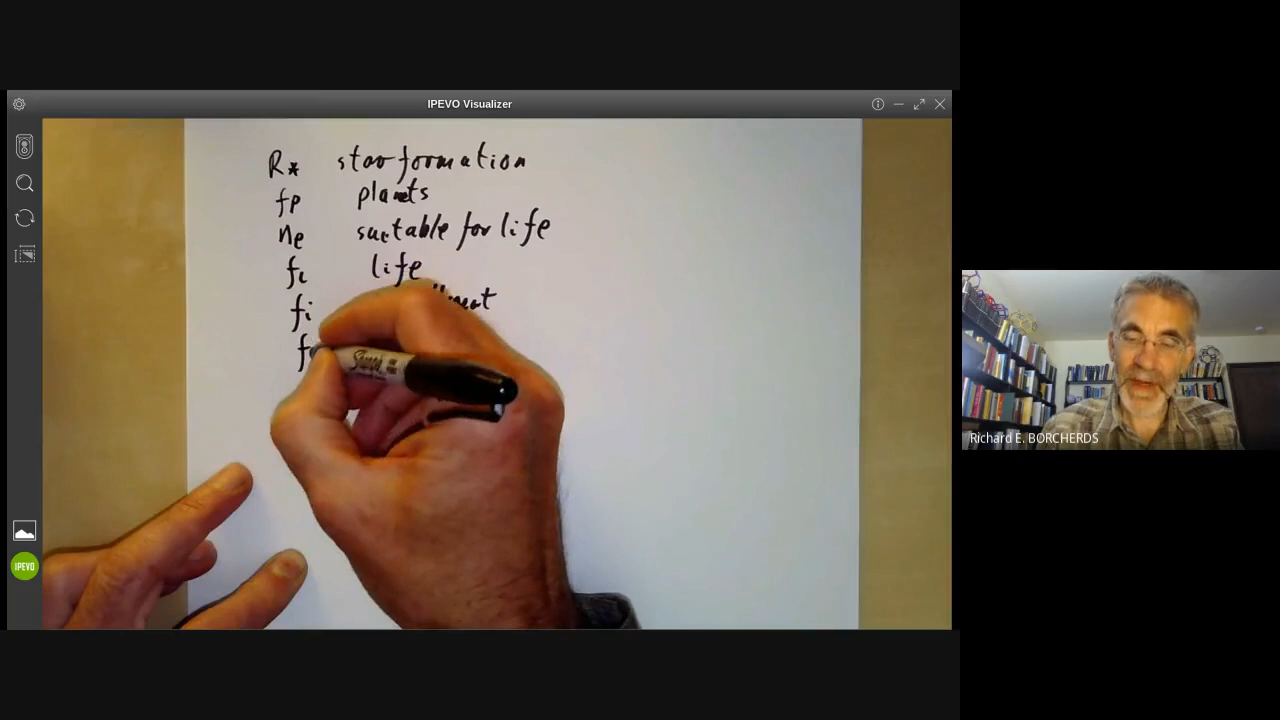 IPEVO Visualizer
R* star formation
fp planets
ne suitable for life
fl life
fi
IPEVO
Richard E. BORCHERDS